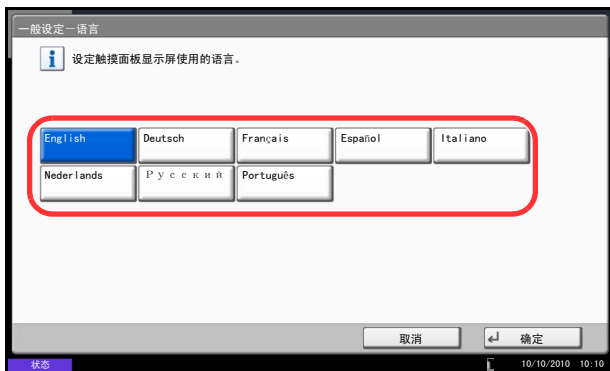 一般设定－语言
设定触摸面板显示屏使用的语言。
English Deutsch Français Español Italiano
Nederlands Русский Português
取消 确定
状态 10/10/2010 10:10